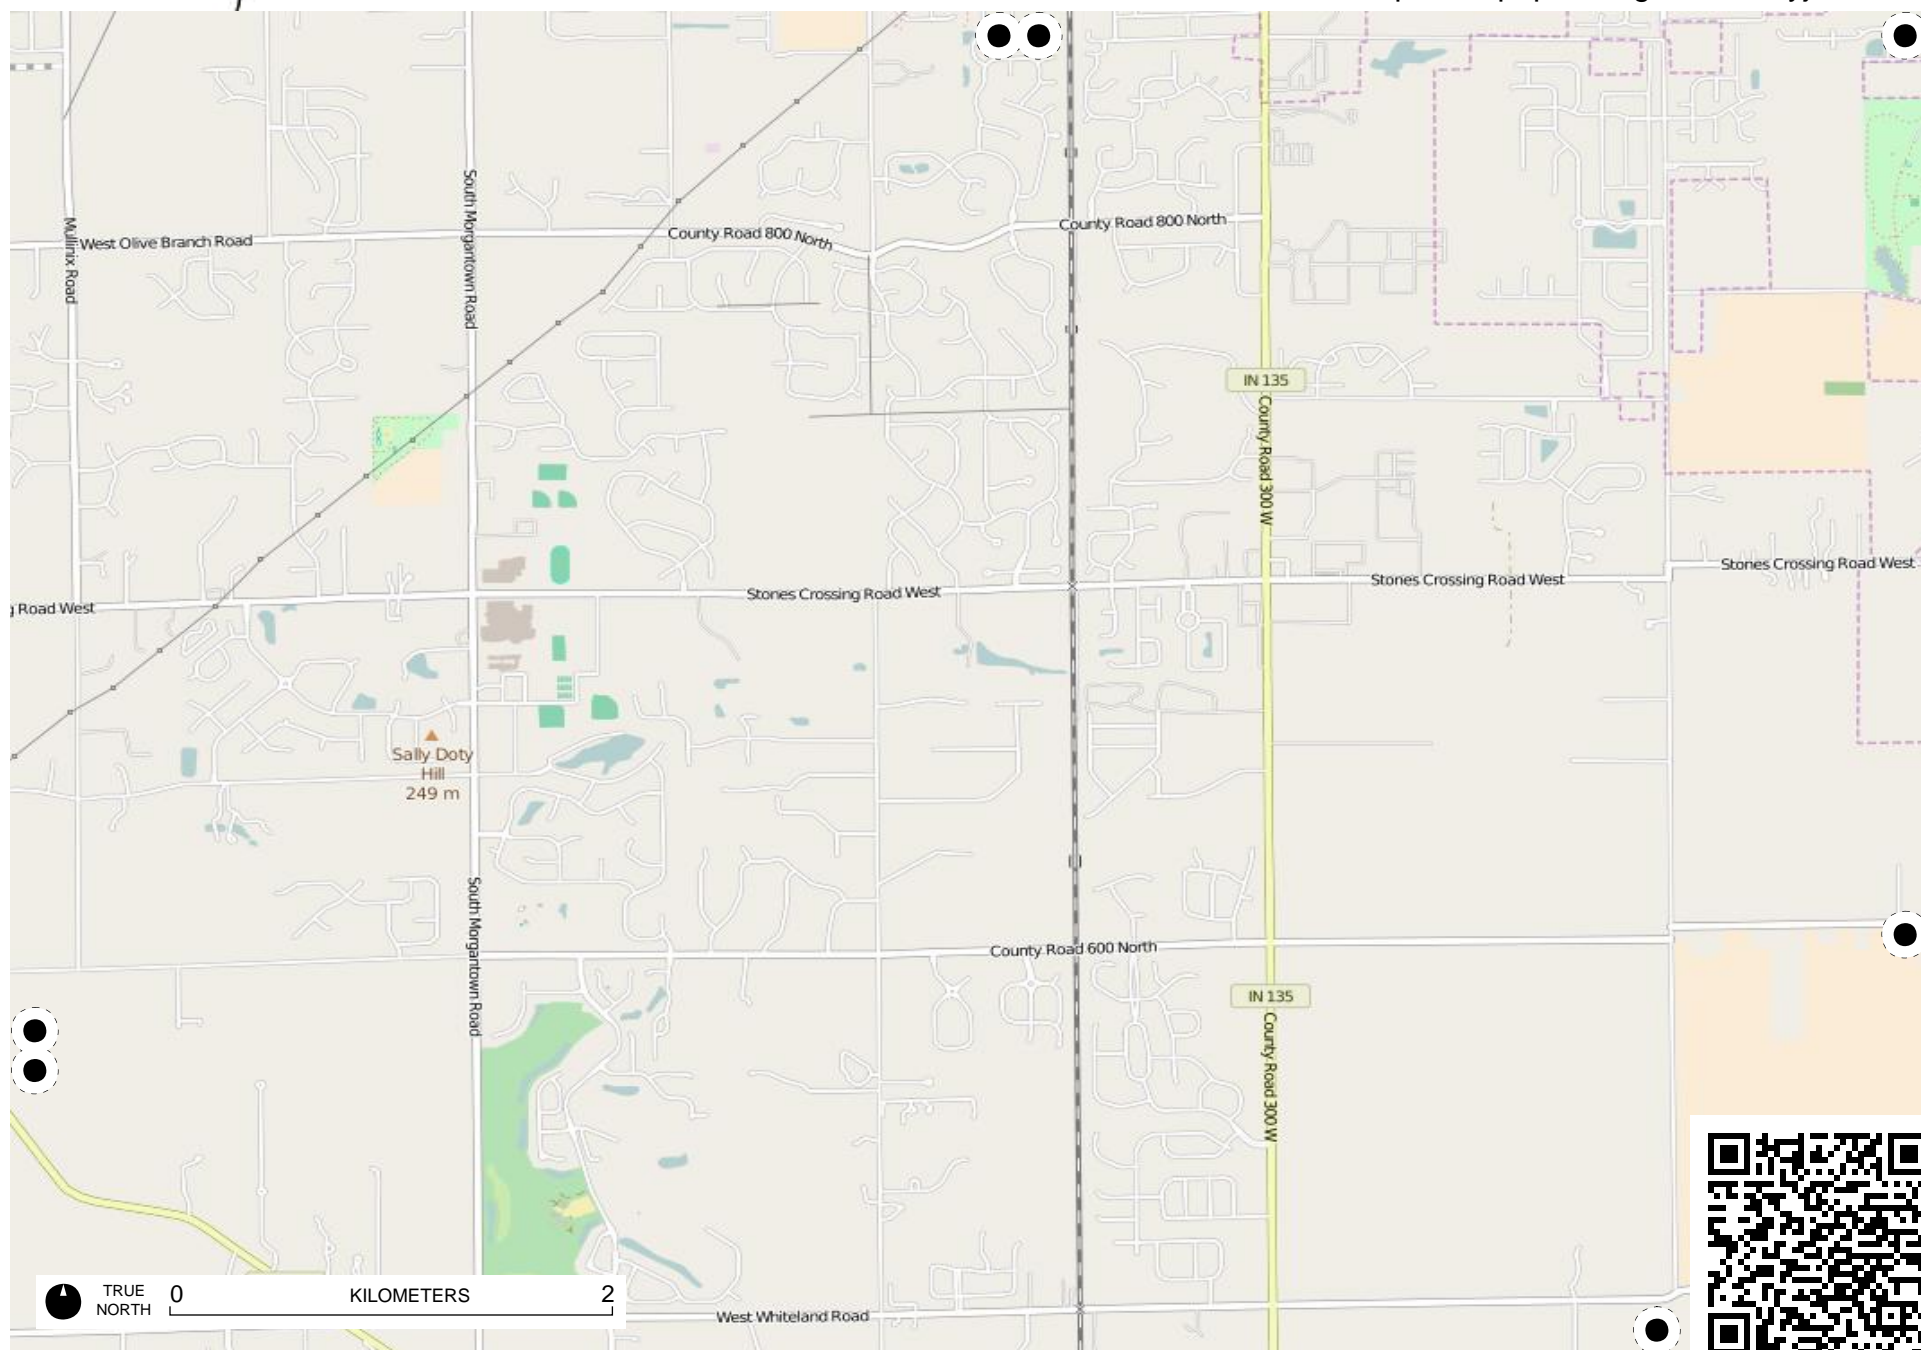 South Morgantown Road
Mullinix Road
West Olive Branch Road
County Road 800 North
County Road 800 North
IN 135
County Road 300 W
Stones Crossing Road West
Stones Crossing Road West
Stones Crossing Road West
Road West
Sally Doty
Hill
249 m
South Morgantown Road
County Road 600 North
IN 135
County Road 300 W
TRUE
NORTH
0 KILOMETERS 2
West Whiteland Road